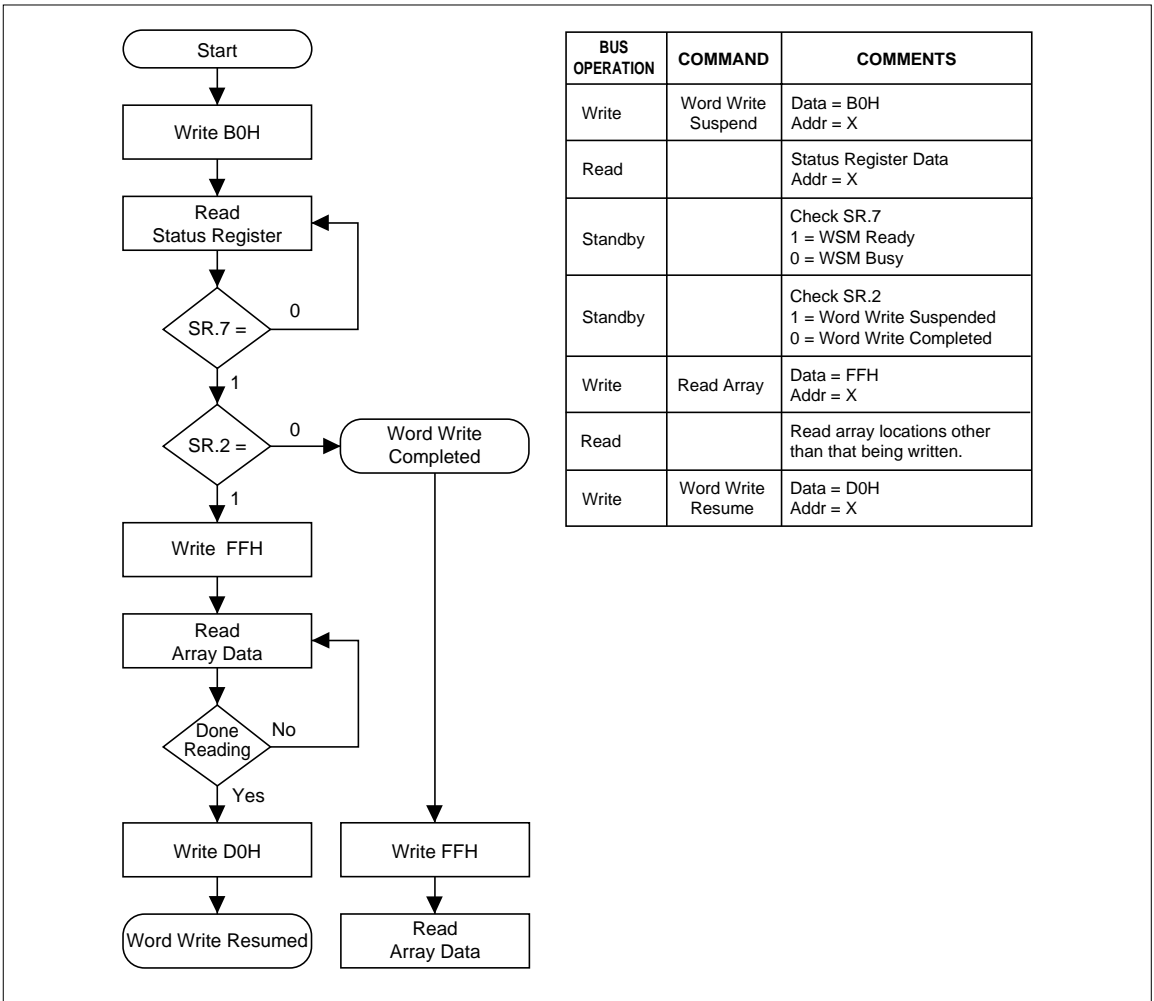 Start
Write B0H
Read
Status Register
SR.7 =
0
1
SR.2 =
0
Word Write
Completed
1
Write FFH
Read
Array Data
Done
Reading
No
Yes
Write D0H
Write FFH
Word Write Resumed
Read
Array Data
BUS
OPERATION
COMMAND
COMMENTS
Write
Word Write
Suspend
Data = B0H
Addr = X
Read
Status Register Data
Addr = X
Standby
Check SR.7
1 = WSM Ready
0 = WSM Busy
Standby
Check SR.2
1 = Word Write Suspended
0 = Word Write Completed
Write
Read Array
Data = FFH
Addr = X
Read
Read array locations other
than that being written.
Write
Word Write
Resume
Data = D0H
Addr = X